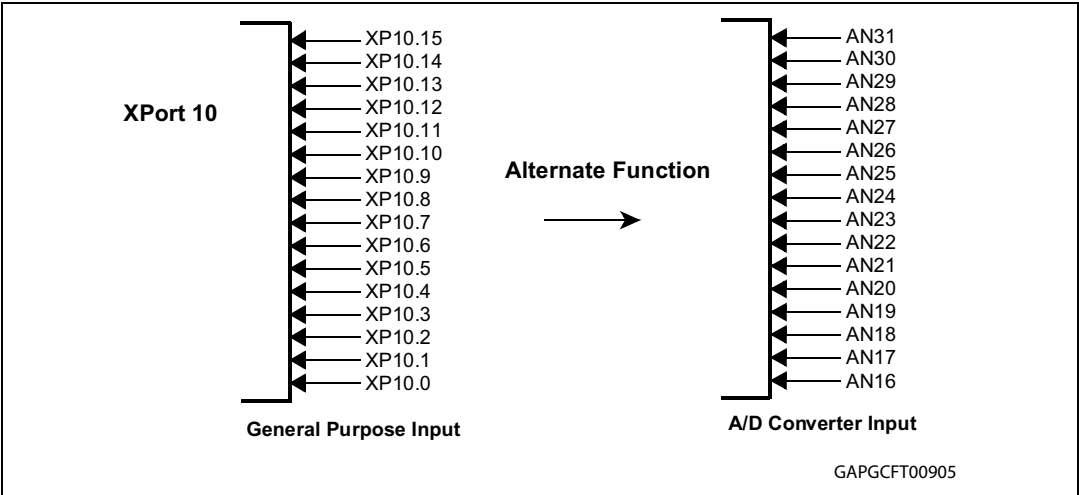 XPort 10
XP10.15
XP10.14
XP10.13
XP10.12
XP10.11
XP10.10
XP10.9
XP10.8
XP10.7
XP10.6
XP10.5
XP10.4
XP10.3
XP10.2
XP10.1
XP10.0
General Purpose Input
Alternate Function
AN31
AN30
AN29
AN28
AN27
AN26
AN25
AN24
AN23
AN22
AN21
AN20
AN19
AN18
AN17
AN16
A/D Converter Input
GAPGCFT00905